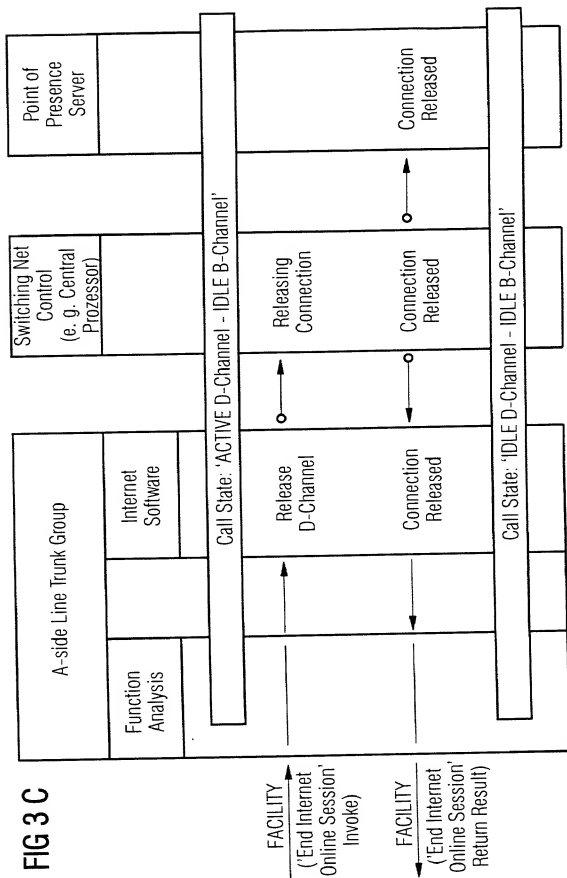 FIG 3 C
A-side Line Trunk Group
Function
Analysis
Internet
Software
Switching Net
Control
(e. g. Central
Prozessor)
Point of
Presence
Server
Call State: 'ACTIVE D-Channel - IDLE B-Channel'
FACILITY
('End Internet
Online Session'
Invoke)
Release
D-Channel
Releasing
Connection
FACILITY
('End Internet
Online Session'
Return Result)
Connection
Released
Connection
Released
Connection
Released
Call State: 'IDLE D-Channel - IDLE B-Channel'